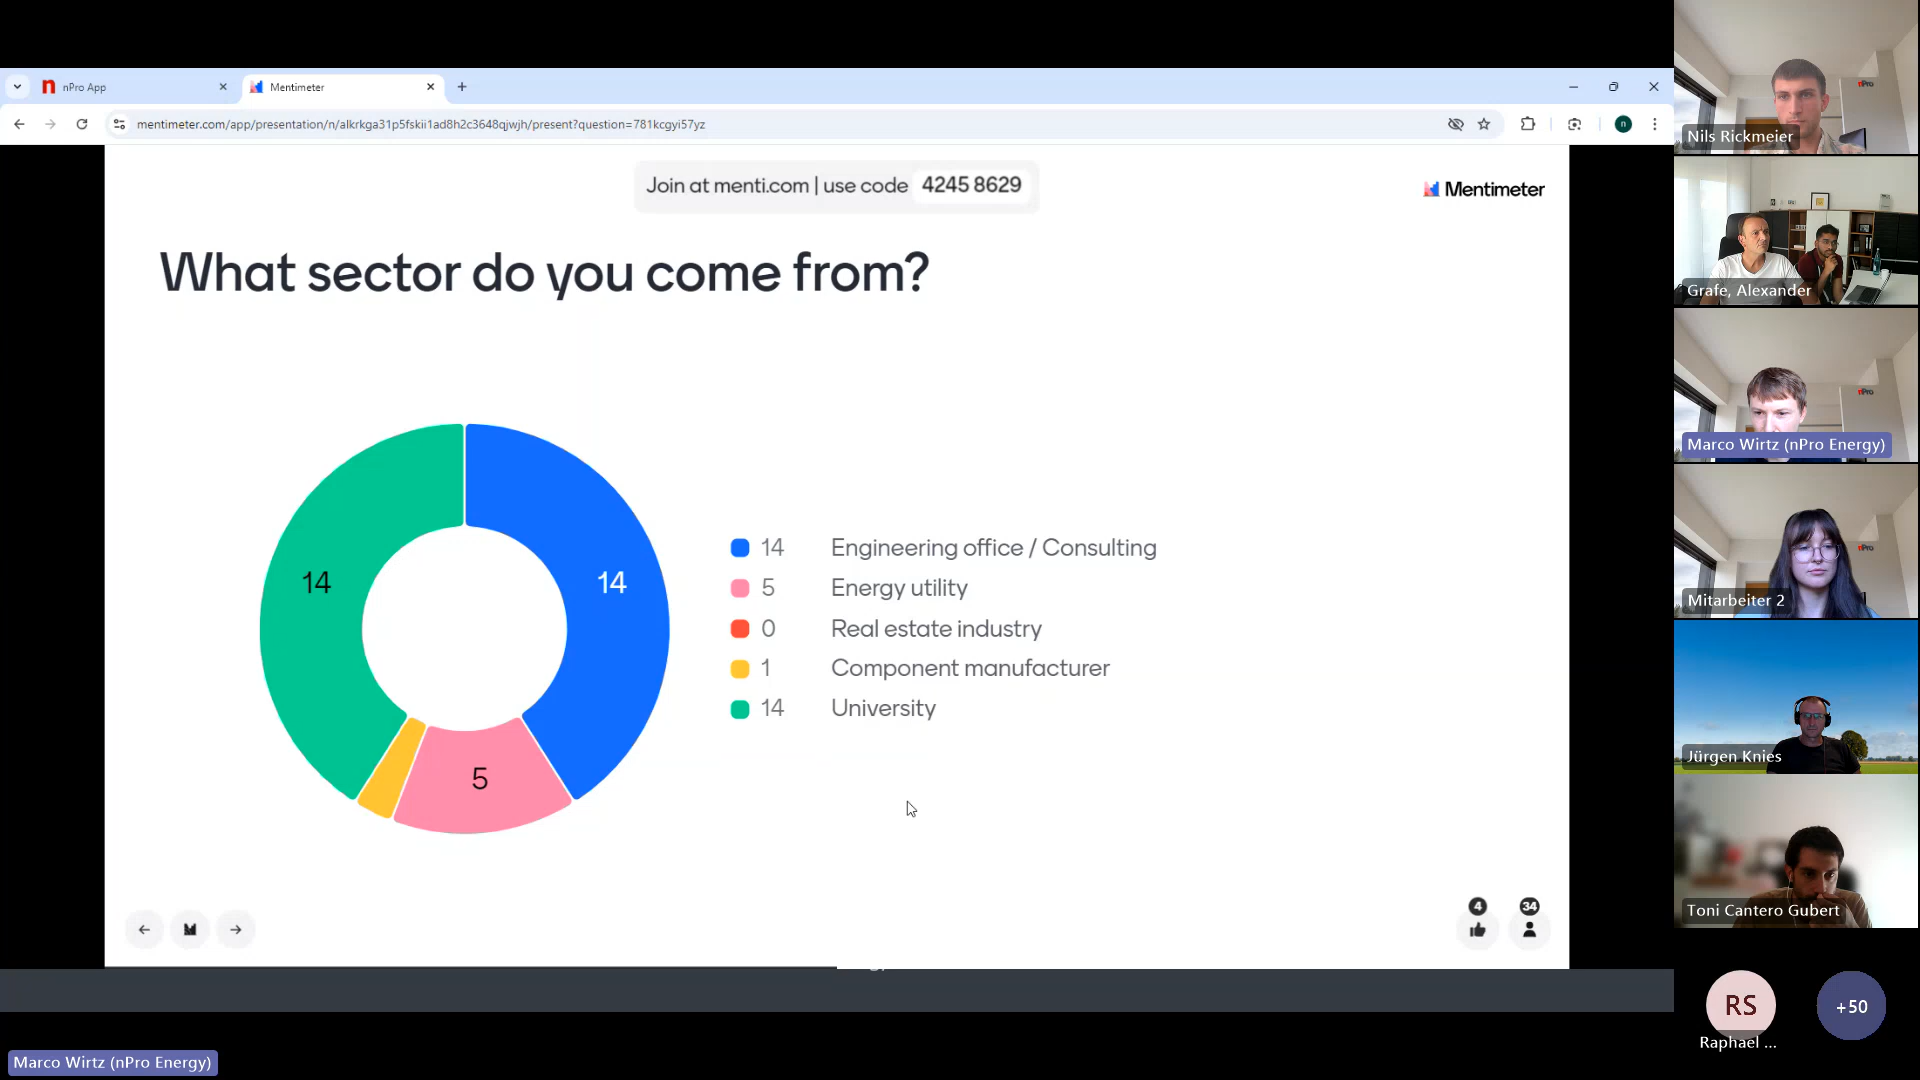 nPro App
Mentimeter
mentimeter.com/app/presentation/n/alkrkga31p5fskii1ad8h2c3648qjwjh/present?question=781kcgyi57yz
n
Join at menti.com | use code 4245 8629
Mentimeter
What sector do you come from?
14
14
5
14 Engineering office / Consulting
5 Energy utility
0 Real estate industry
1 Component manufacturer
14 University
4
34
nPro
Nils Rickmeier
Grafe, Alexander
nPro
Marco Wirtz (nPro Energy)
nPro
Mitarbeiter 2
Jürgen Knies
Toni Cantero Gubert
RS
+50
Raphael ...
Marco Wirtz (nPro Energy)